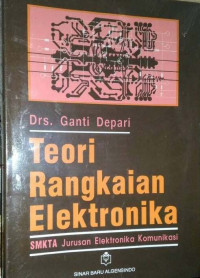 Drs. Ganti Depari
Teori
Rangkaian
Elektronika
SMKTA Jurusan Elektronika Komunikasi
SINAR BARU ALGENSINDO